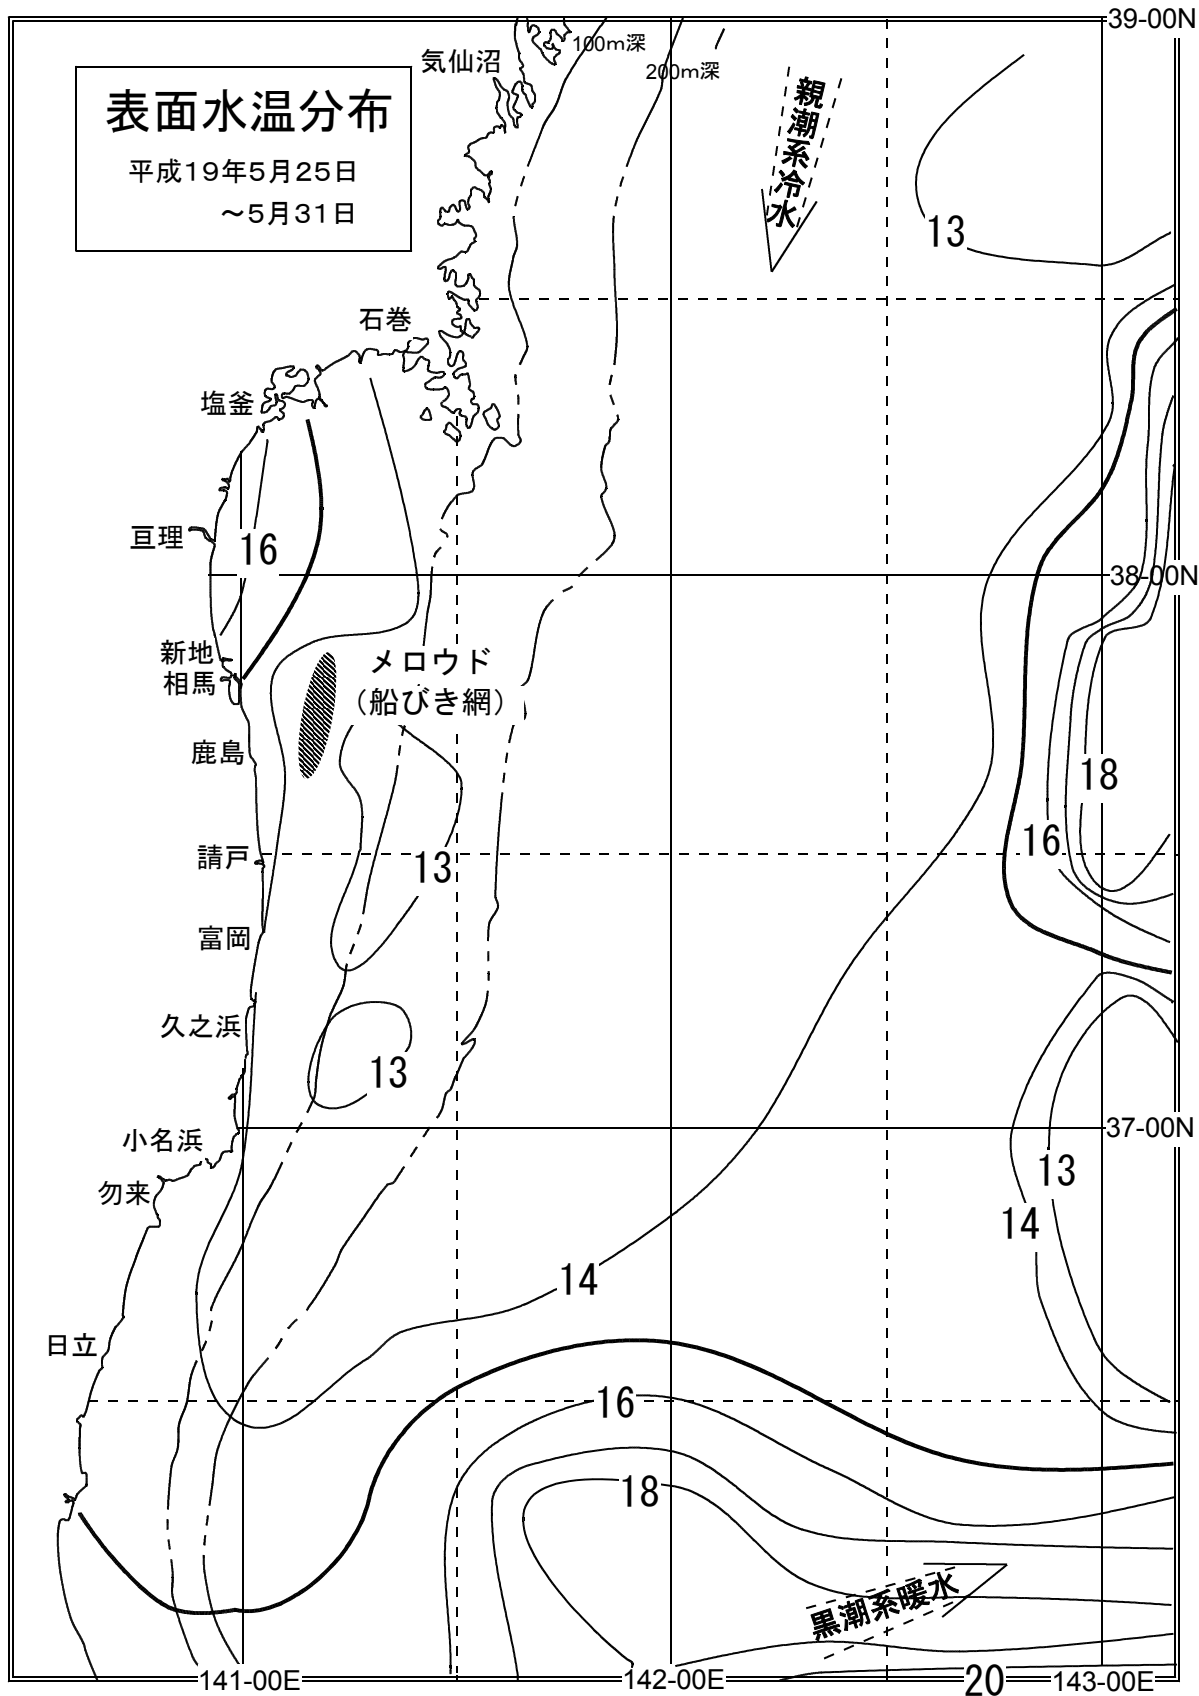 39-00N
100m深
気仙沼
200m深
表面水温分布
平成19年5月25日
～5月31日
親潮系冷水
13
石巻
塩釜
亘理
16
38-00N
新地
相馬
メロウド
（船びき網）
鹿島
18
16
請戸
13
富岡
久之浜
13
小名浜
37-00N
勿来
13
14
14
日立
16
18
黒潮系暖水
141-00E
142-00E
20
143-00E